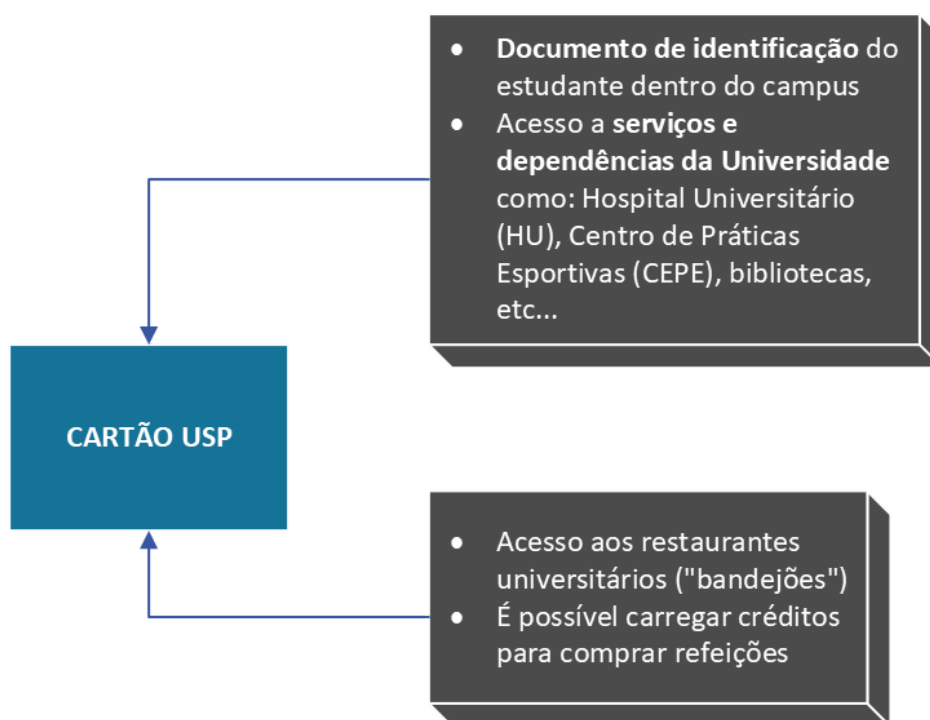 • Documento de identificação do
estudante dentro do campus
• Acesso a serviços e
dependências da Universidade
como: Hospital Universitário
(HU), Centro de Práticas
Esportivas (CEPE), bibliotecas,
etc...
CARTÃO USP
• Acesso aos restaurantes
universitários ("bandejões")
• É possível carregar créditos
para comprar refeições